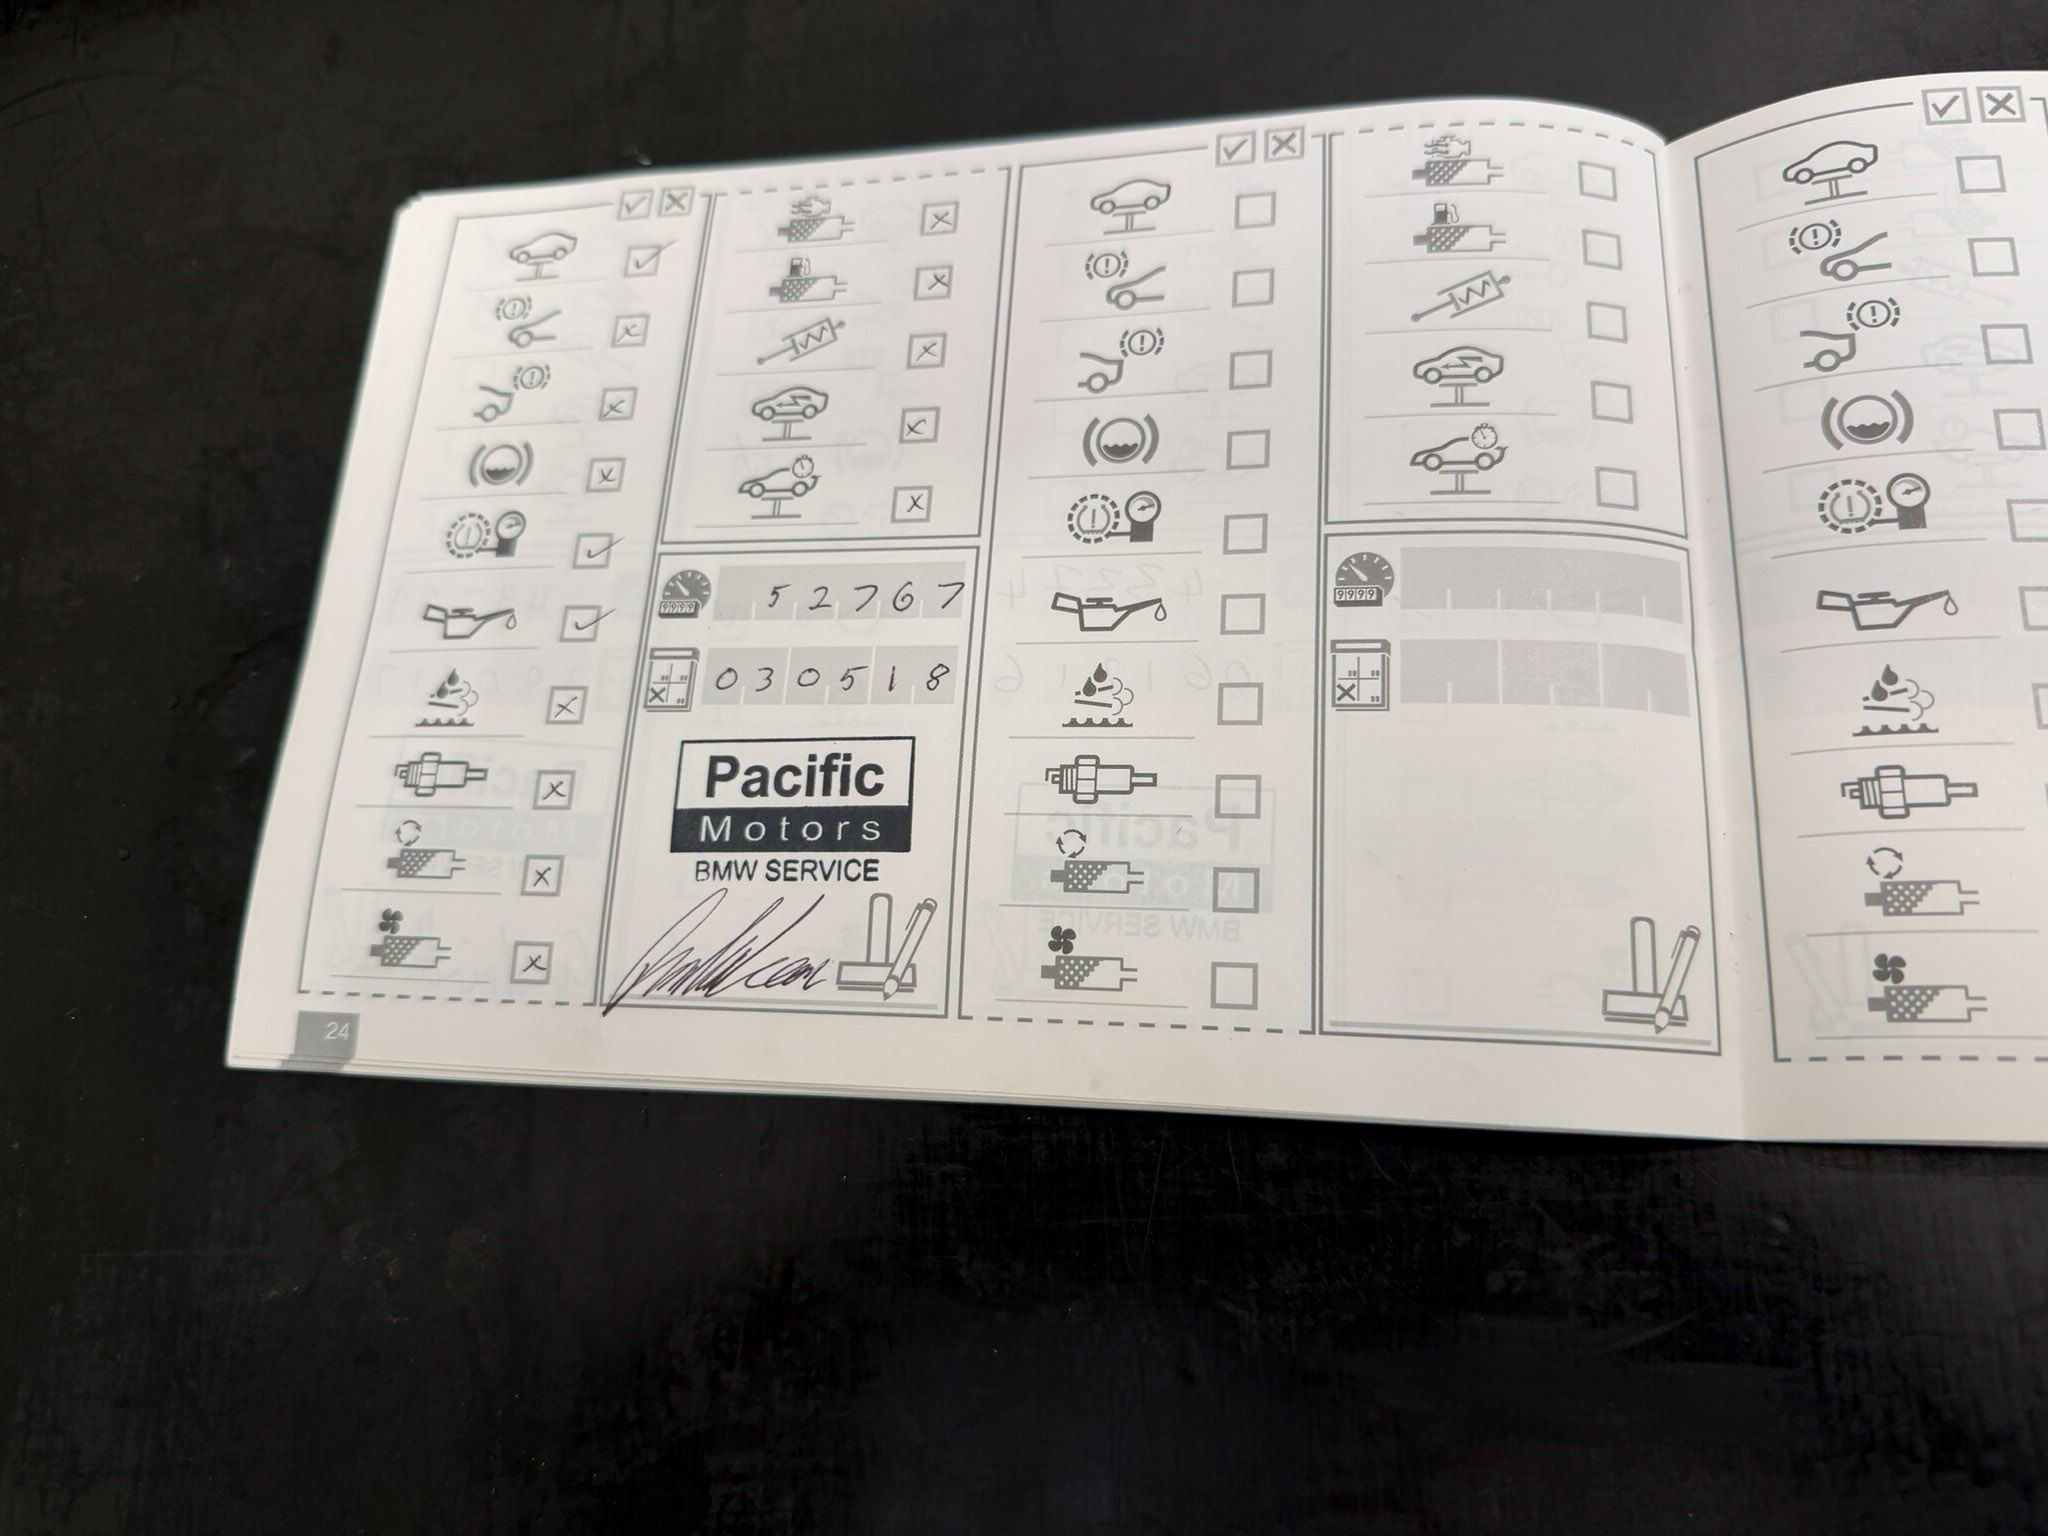 52767
030518
Pacific
Motors
BMW SERVICE
24